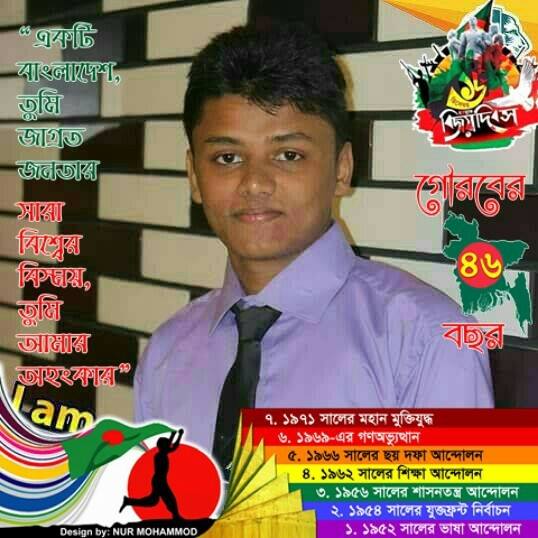 “একটি
বাংলাদেশ,
তুমি
জাগ্রত
জনতার
সারা
বিশ্বের
বিস্ময়,
তুমি
আমার
অহংকার”
১৬
ডিসেম্বর
বিজয় দিবস
গৌরবের
৪৬
বছর
I am
৭. ১৯৭১ সালের মহান মুক্তিযুদ্ধ
৬. ১৯৬৯-এর গণঅভ্যুত্থান
৫. ১৯৬৬ সালের ছয় দফা আন্দোলন
৪. ১৯৬২ সালের শিক্ষা আন্দোলন
৩. ১৯৫৬ সালের শাসনতন্ত্র আন্দোলন
২. ১৯৫৪ সালের যুক্তফ্রন্ট নির্বাচন
১. ১৯৫২ সালের ভাষা আন্দোলন
Design by: NUR MOHAMMOD